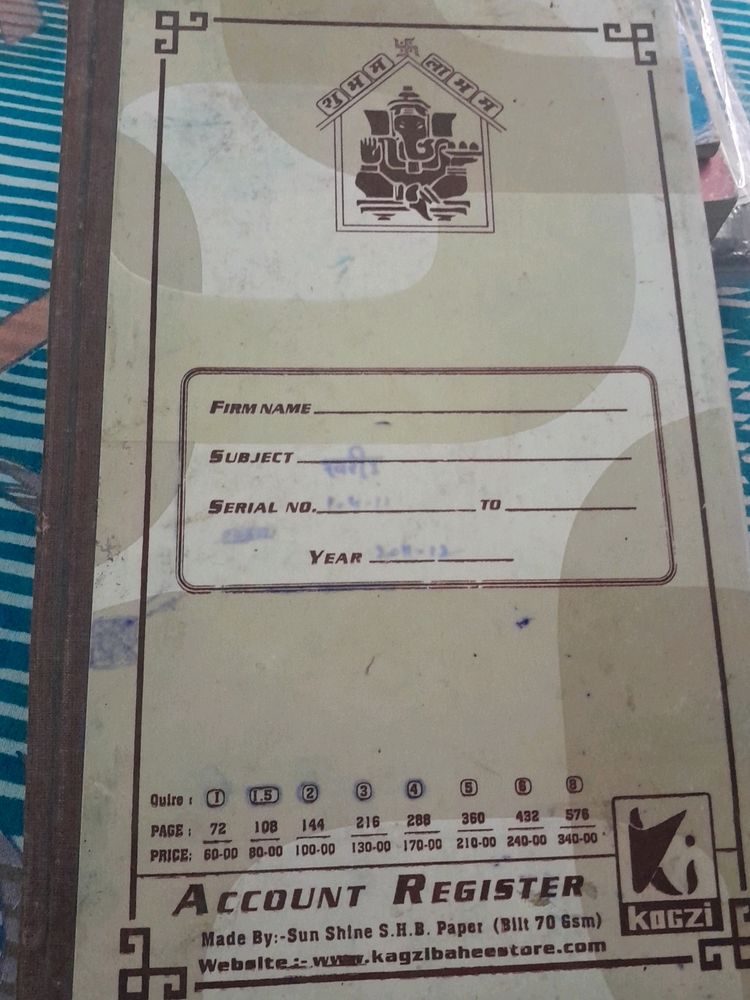 शुभम लाभम
FIRM NAME
SUBJECT
SERIAL NO. TO
YEAR
Quire : 1 1.5 2 3 4 5 6 8
PAGE : 72 108 144 216 288 360 432 576
PRICE: 60-00 80-00 100-00 130-00 170-00 210-00 240-00 340-00
ACCOUNT REGISTER
Made By:-Sun Shine S.H.B. Paper (Bilt 70 Gsm)
Website :- www.kagzibaheestore.com
KAGZI